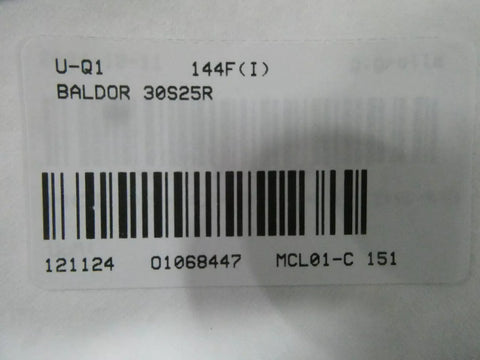 U-Q1 144F(I)
BALDOR 30S25R
121124 01068447 MCL01-C 151